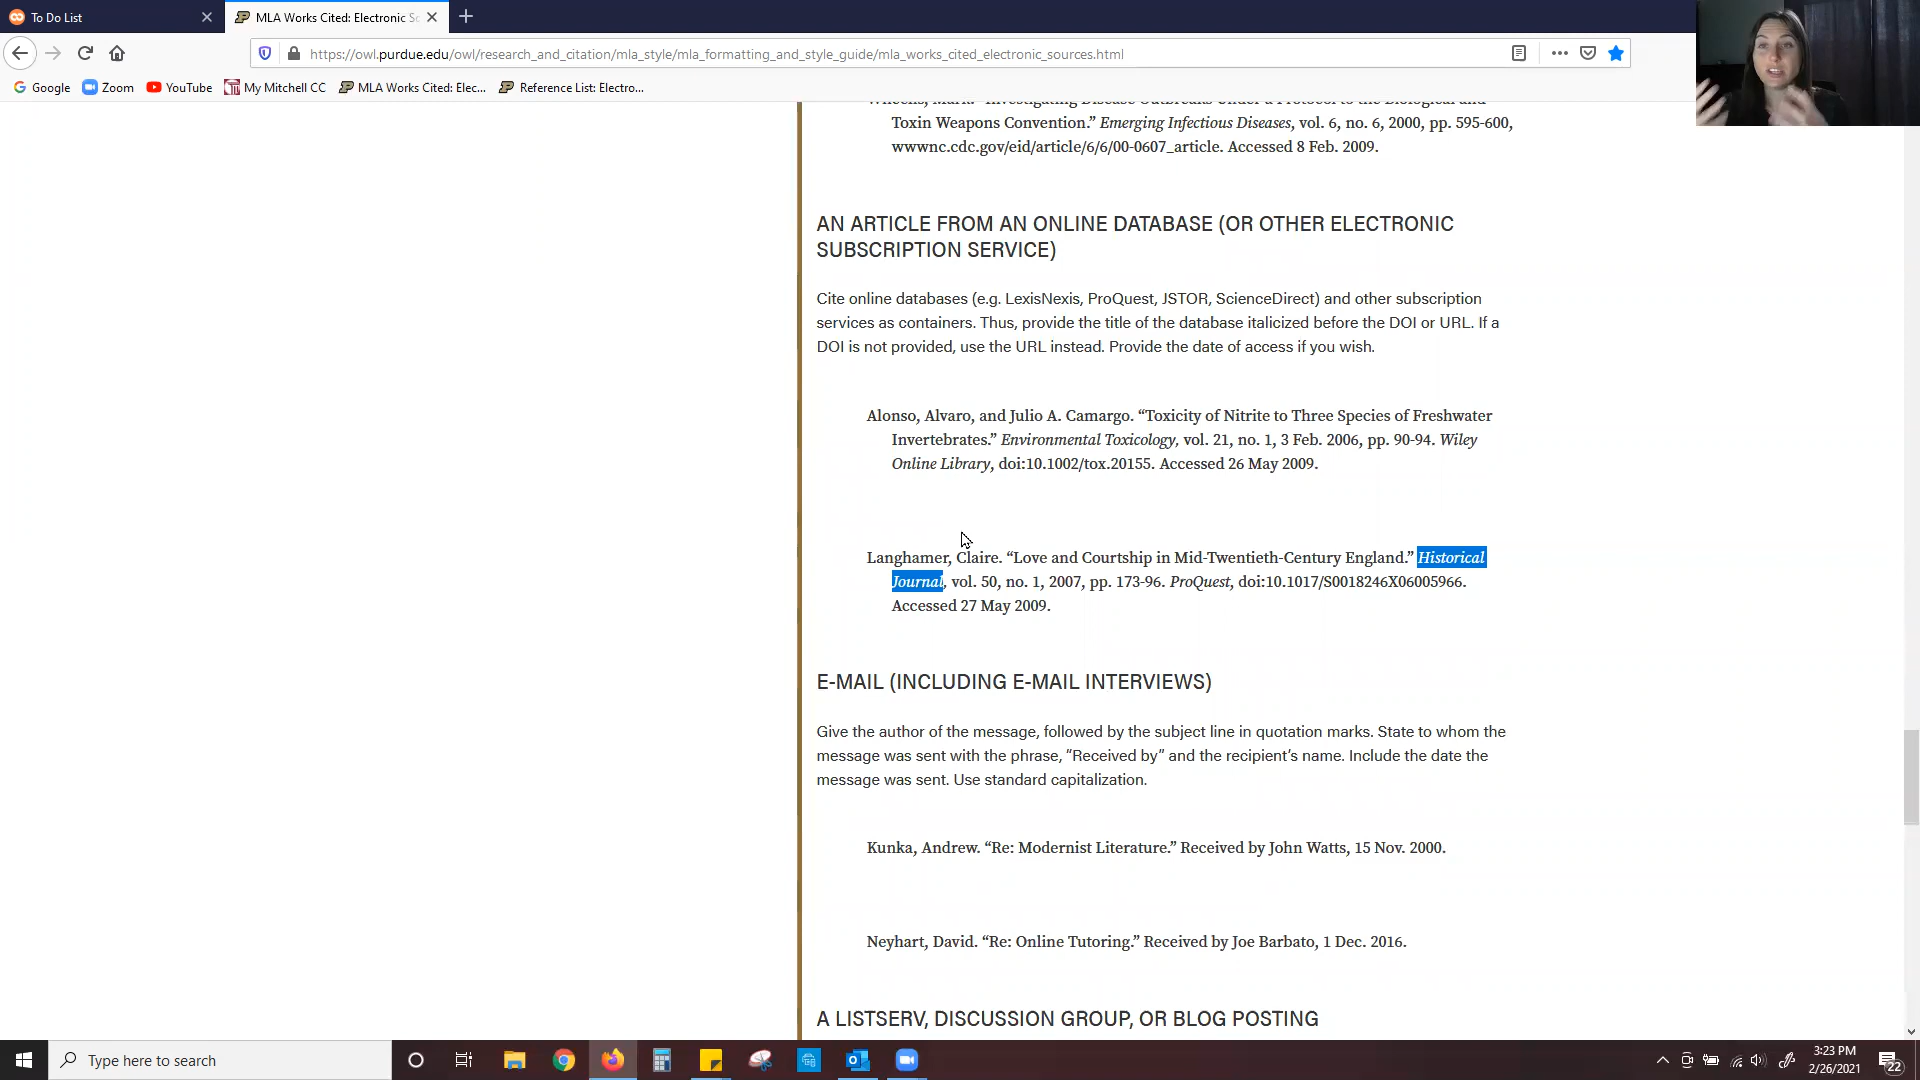 To Do List
MLA Works Cited: Electronic So
https://owl.purdue.edu/owl/research_and_citation/mla_style/mla_formatting_and_style_guide/mla_works_cited_electronic_sources.html
Google
Zoom
YouTube
My Mitchell CC
MLA Works Cited: Elec...
Reference List: Electro...
Wheelis, Mark. “Investigating Disease Outbreaks Under a Protocol to the Biological and
Toxin Weapons Convention.” Emerging Infectious Diseases, vol. 6, no. 6, 2000, pp. 595-600,
wwwnc.cdc.gov/eid/article/6/6/00-0607_article. Accessed 8 Feb. 2009.
AN ARTICLE FROM AN ONLINE DATABASE (OR OTHER ELECTRONIC
SUBSCRIPTION SERVICE)
Cite online databases (e.g. LexisNexis, ProQuest, JSTOR, ScienceDirect) and other subscription
services as containers. Thus, provide the title of the database italicized before the DOI or URL. If a
DOI is not provided, use the URL instead. Provide the date of access if you wish.
Alonso, Alvaro, and Julio A. Camargo. “Toxicity of Nitrite to Three Species of Freshwater
Invertebrates.” Environmental Toxicology, vol. 21, no. 1, 3 Feb. 2006, pp. 90-94. Wiley
Online Library, doi:10.1002/tox.20155. Accessed 26 May 2009.
Langhamer, Claire. “Love and Courtship in Mid-Twentieth-Century England.” Historical
Journal, vol. 50, no. 1, 2007, pp. 173-96. ProQuest, doi:10.1017/S0018246X06005966.
Accessed 27 May 2009.
E-MAIL (INCLUDING E-MAIL INTERVIEWS)
Give the author of the message, followed by the subject line in quotation marks. State to whom the
message was sent with the phrase, “Received by” and the recipient’s name. Include the date the
message was sent. Use standard capitalization.
Kunka, Andrew. “Re: Modernist Literature.” Received by John Watts, 15 Nov. 2000.
Neyhart, David. “Re: Online Tutoring.” Received by Joe Barbato, 1 Dec. 2016.
A LISTSERV, DISCUSSION GROUP, OR BLOG POSTING
Type here to search
3:23 PM
2/26/2021
22